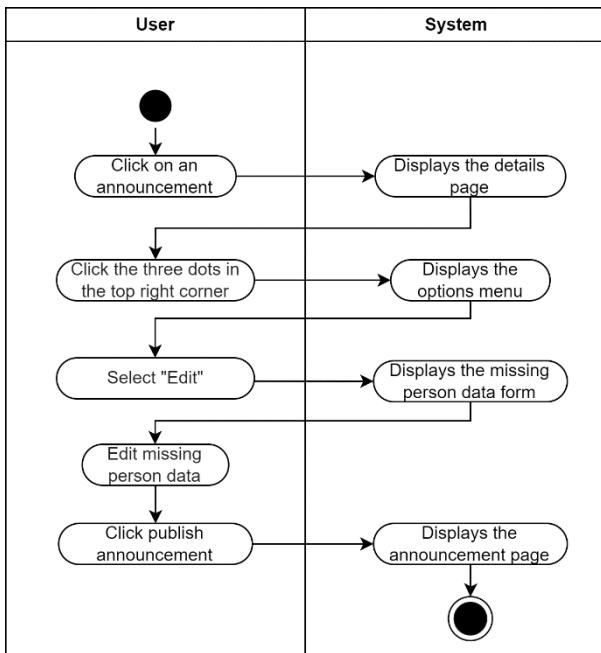 User
System
Click on an
announcement
Displays the details
page
Click the three dots in
the top right corner
Displays the
options menu
Select "Edit"
Displays the missing
person data form
Edit missing
person data
Click publish
announcement
Displays the
announcement page